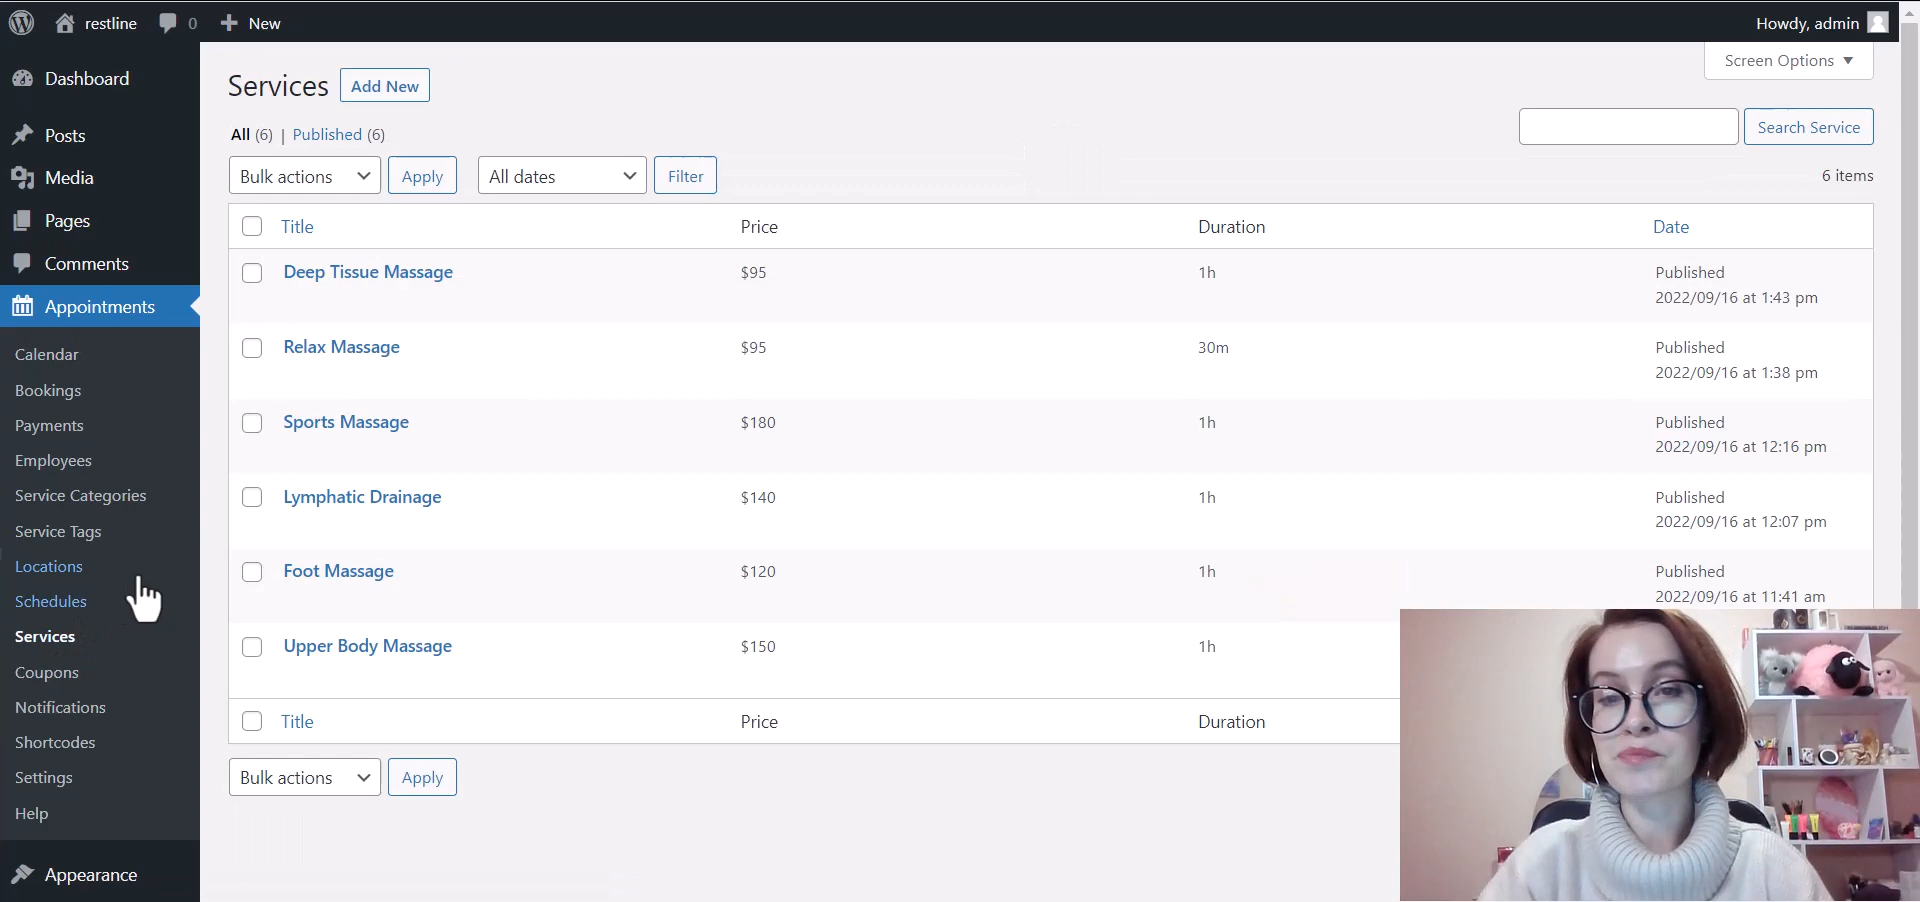 restline
0
New
Howdy, admin
Dashboard
Posts
Media
Pages
Comments
Appointments
Calendar
Bookings
Payments
Employees
Service Categories
Service Tags
Locations
Schedules
Services
Coupons
Notifications
Shortcodes
Settings
Help
Appearance
Screen Options
Services
Add New
All (6) | Published (6)
Search Service
Bulk actions
Apply
All dates
Filter
6 items
Title Price Duration Date
Deep Tissue Massage $95 1h Published
2022/09/16 at 1:43 pm
Relax Massage $95 30m Published
2022/09/16 at 1:38 pm
Sports Massage $180 1h Published
2022/09/16 at 12:16 pm
Lymphatic Drainage $140 1h Published
2022/09/16 at 12:07 pm
Foot Massage $120 1h Published
2022/09/16 at 11:41 am
Upper Body Massage $150 1h
Title Price Duration
Bulk actions
Apply